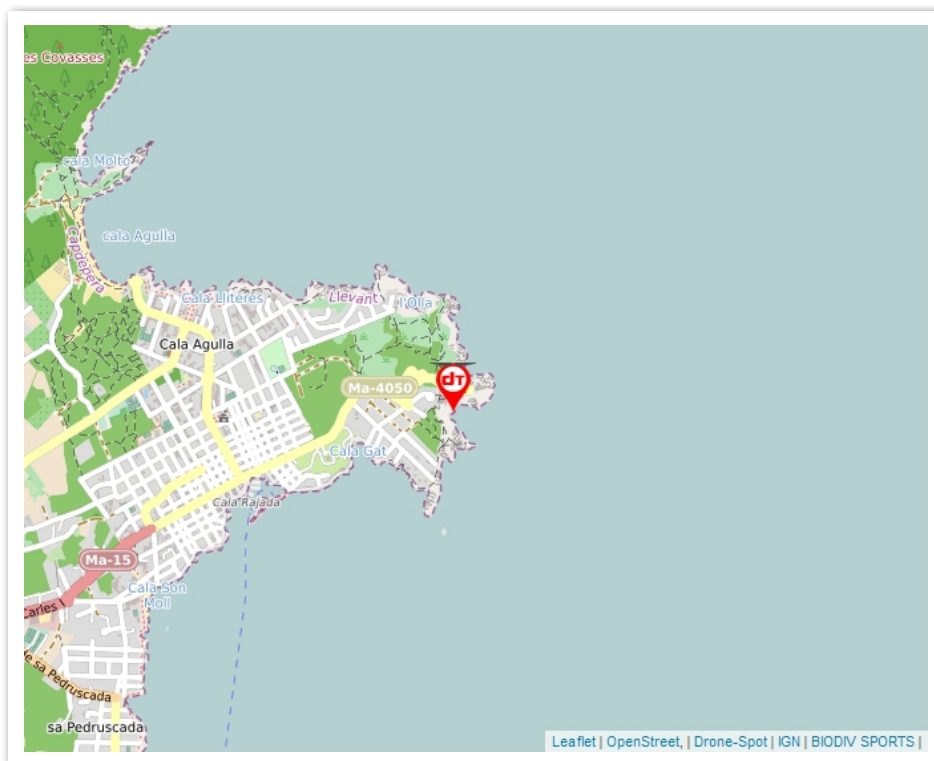 es Covasses
cala Moltó
cala Agulla
Capdepera
Cala Lliteres
Llevant
l'Olla
Cala Agulla
dT
Ma-4050
Cala Gat
Cala Rajada
Ma-15
Cala Son
Moll
Carles I
de sa Pedruscada
sa Pedruscada
Leaflet | OpenStreet, | Drone-Spot | IGN | BIODIV SPORTS |